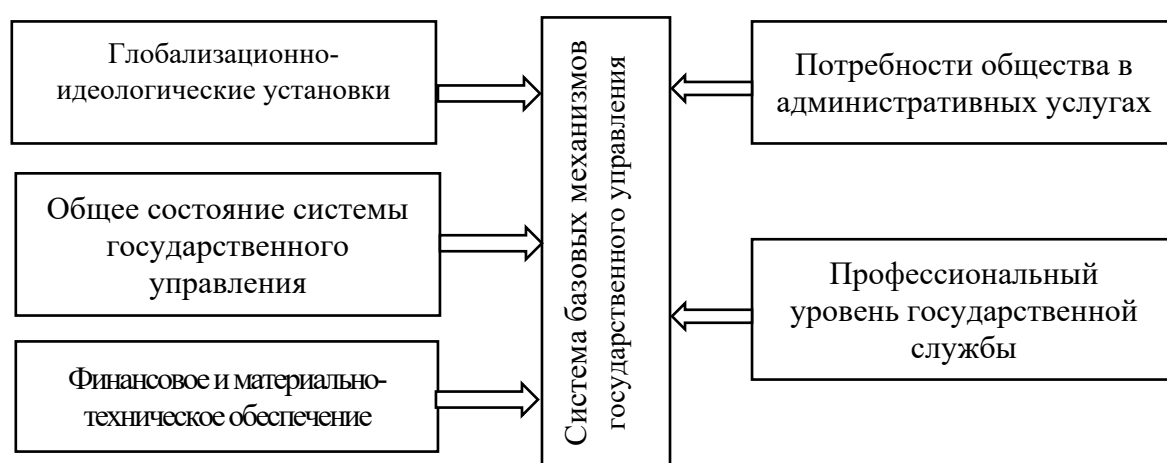 Глобализационно-
идеологические установки
Общее состояние системы
государственного
управления
Финансовое и материально-
техническое обеспечение
Система базовых механизмов
государственного управления
Потребности общества в
административных услугах
Профессиональный
уровень государственной
службы